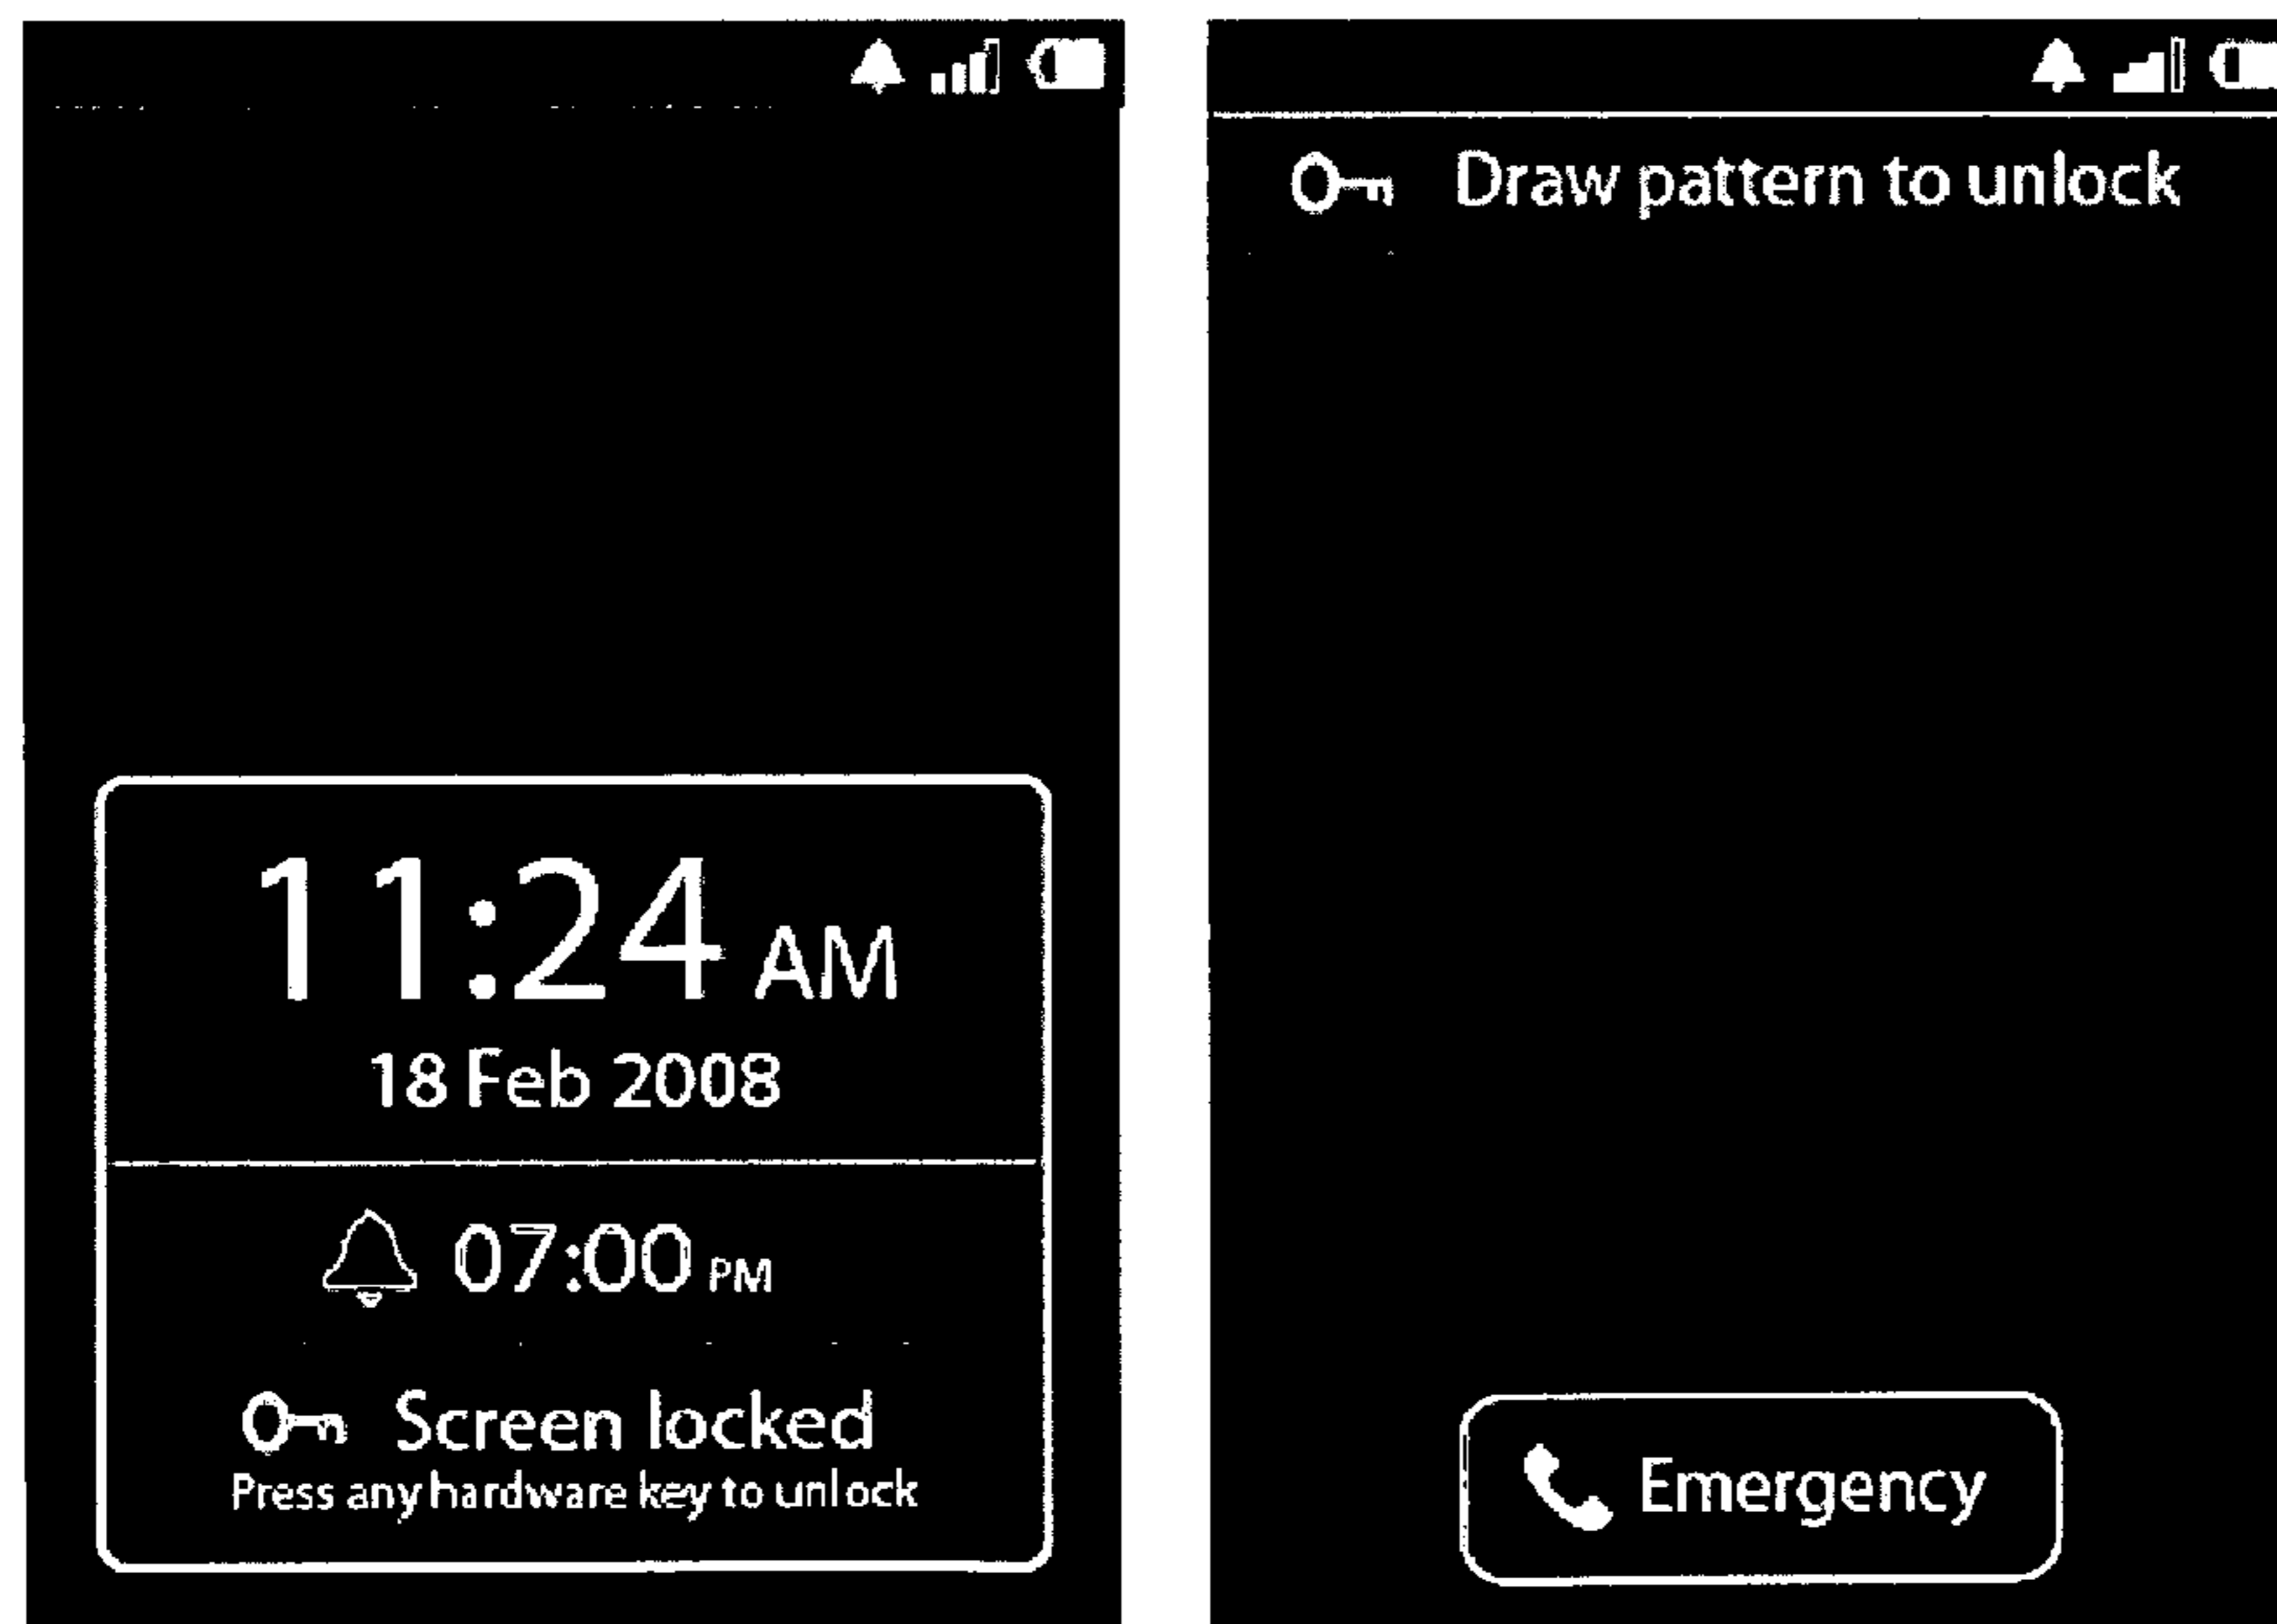 11:24 AM
18 Feb 2008
07:00 PM
Screen locked
Press any hardware key to unlock
Draw pattern to unlock
Emergency